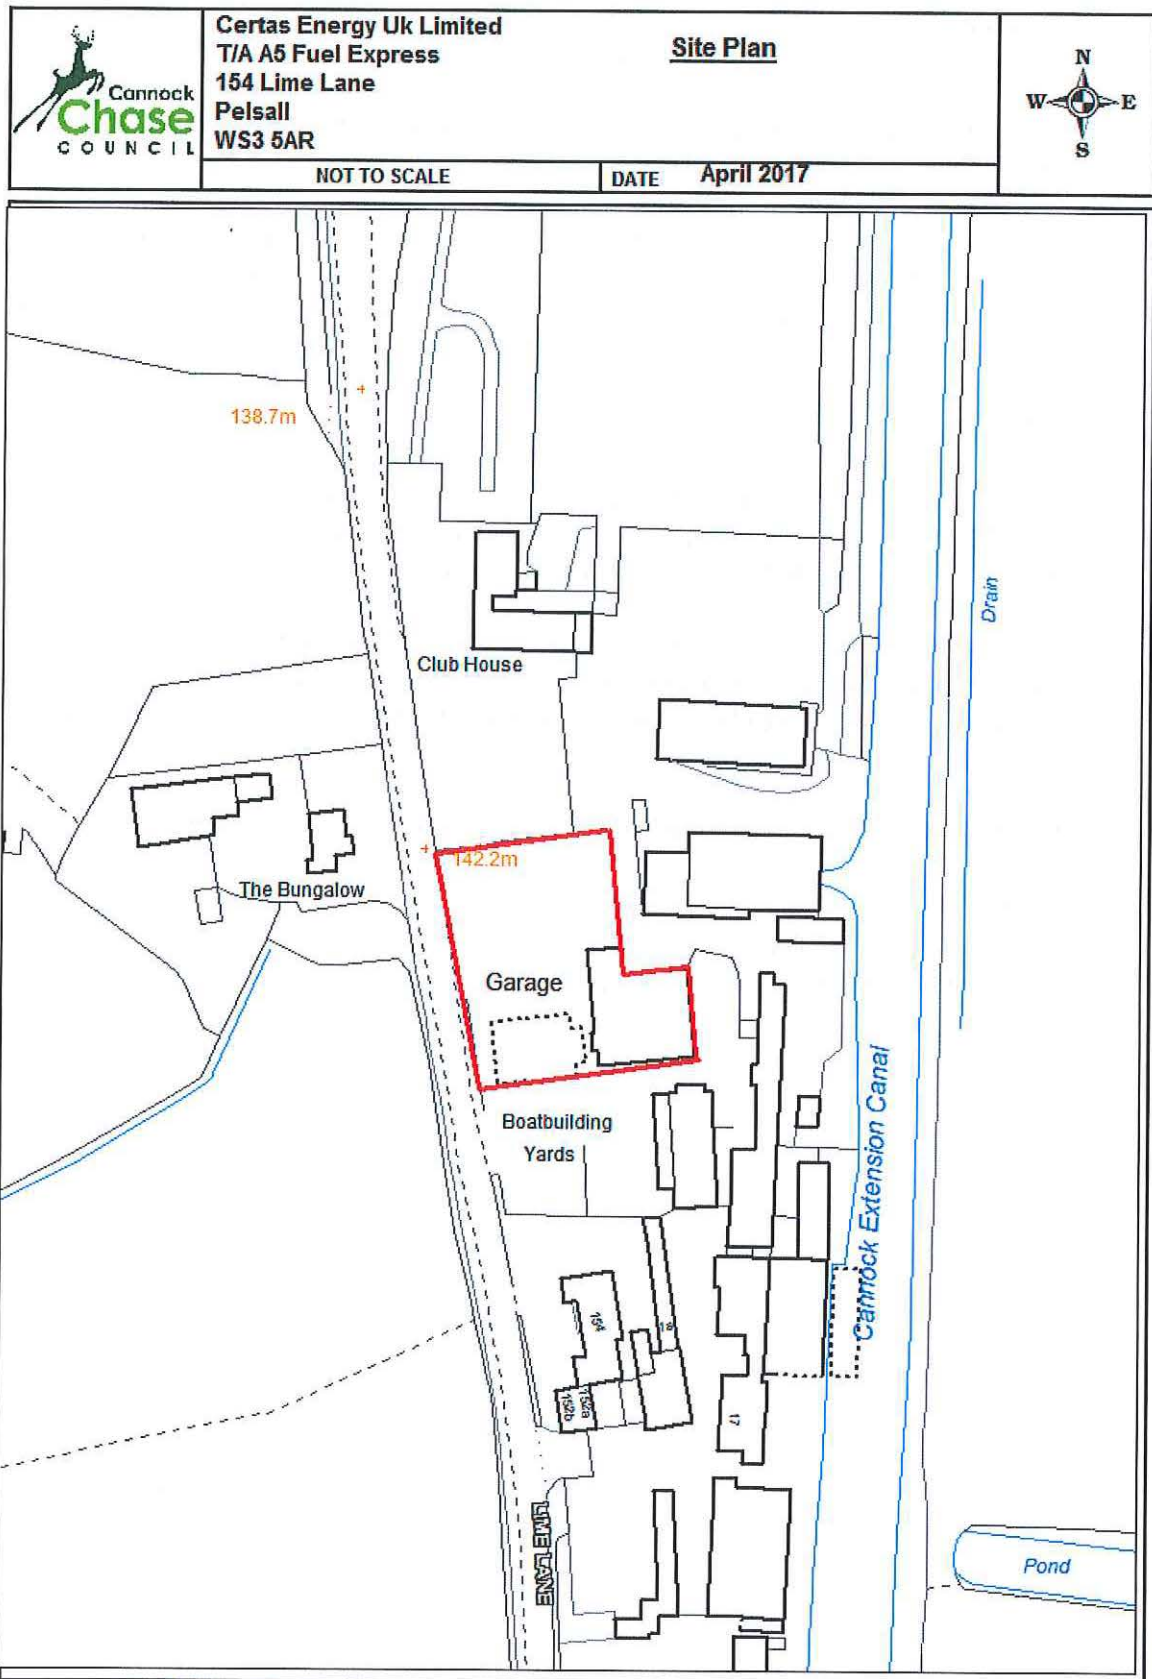 Cannock
Chase
COUNCIL
Certas Energy Uk Limited
T/A A5 Fuel Express
154 Lime Lane
Pelsall
WS3 5AR
Site Plan
N
W E
S
NOT TO SCALE
DATE April 2017
138.7m
Drain
Club House
142.2m
The Bungalow
Garage
Boatbuilding
Yards
Cannock Extension Canal
154
152a
152b
17
LIME LANE
Pond